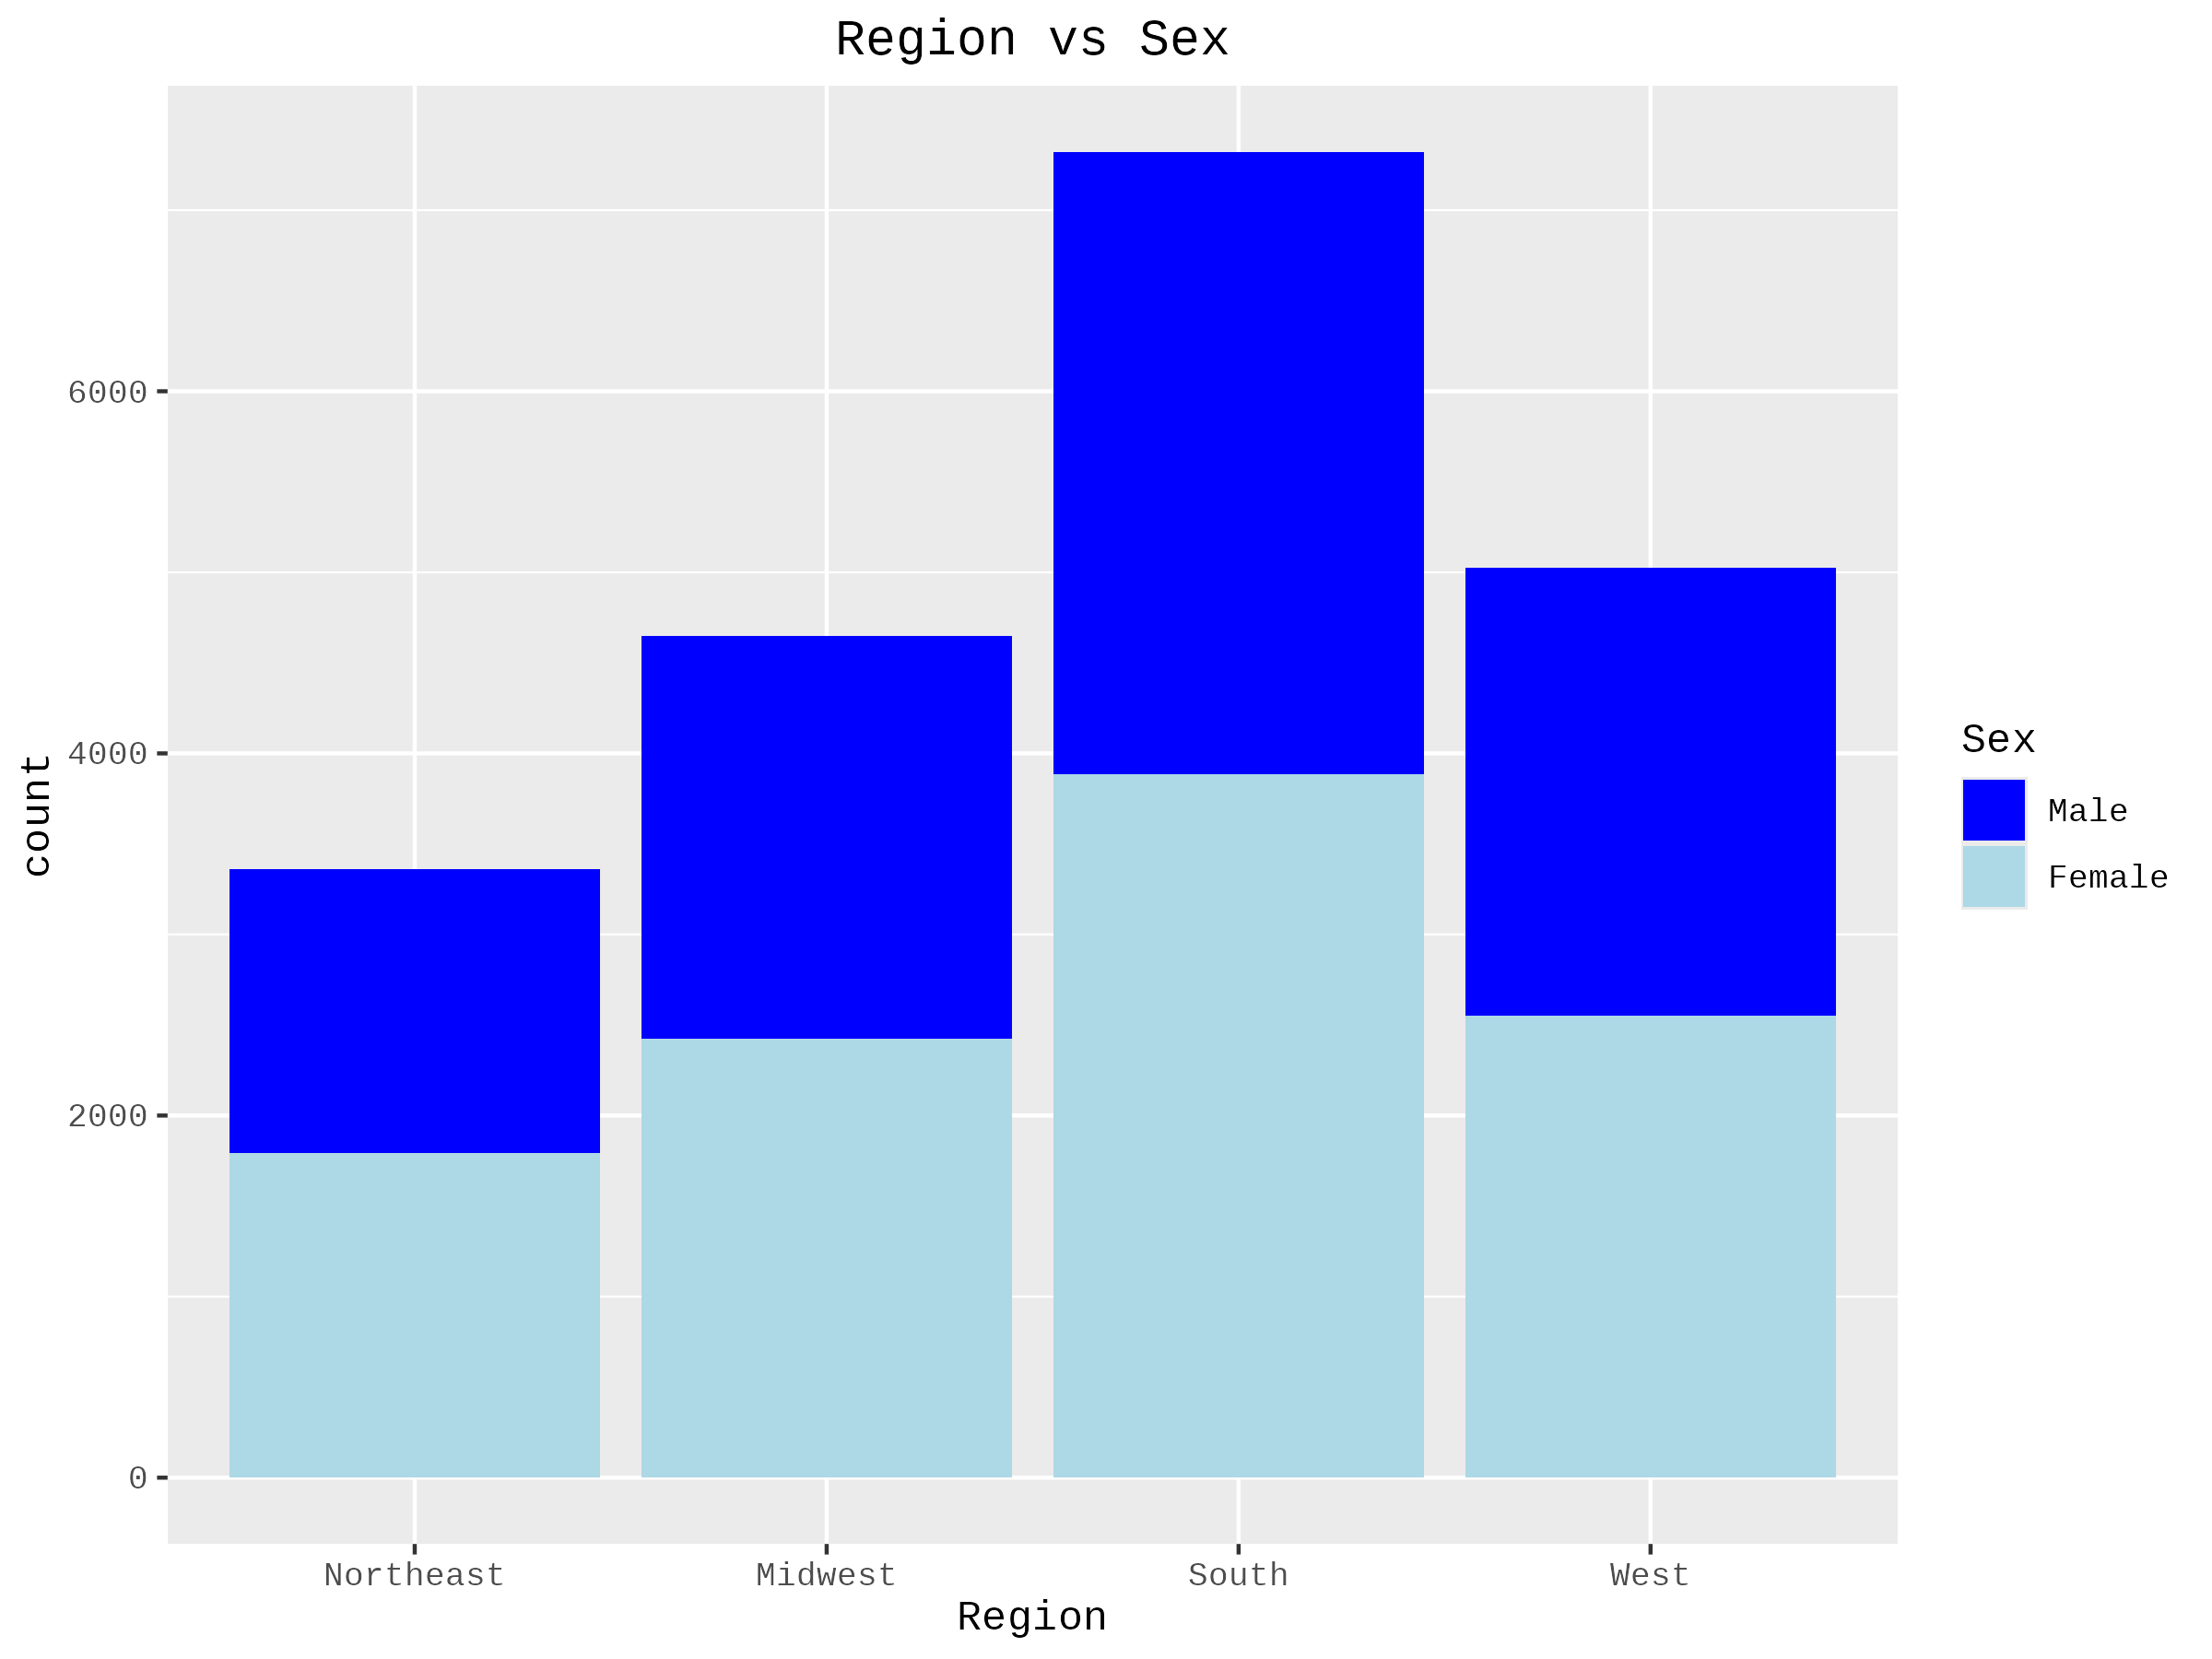 Region vs Sex
count
6000
4000
2000
0
Northeast
Midwest
South
West
Region
Sex
Male
Female